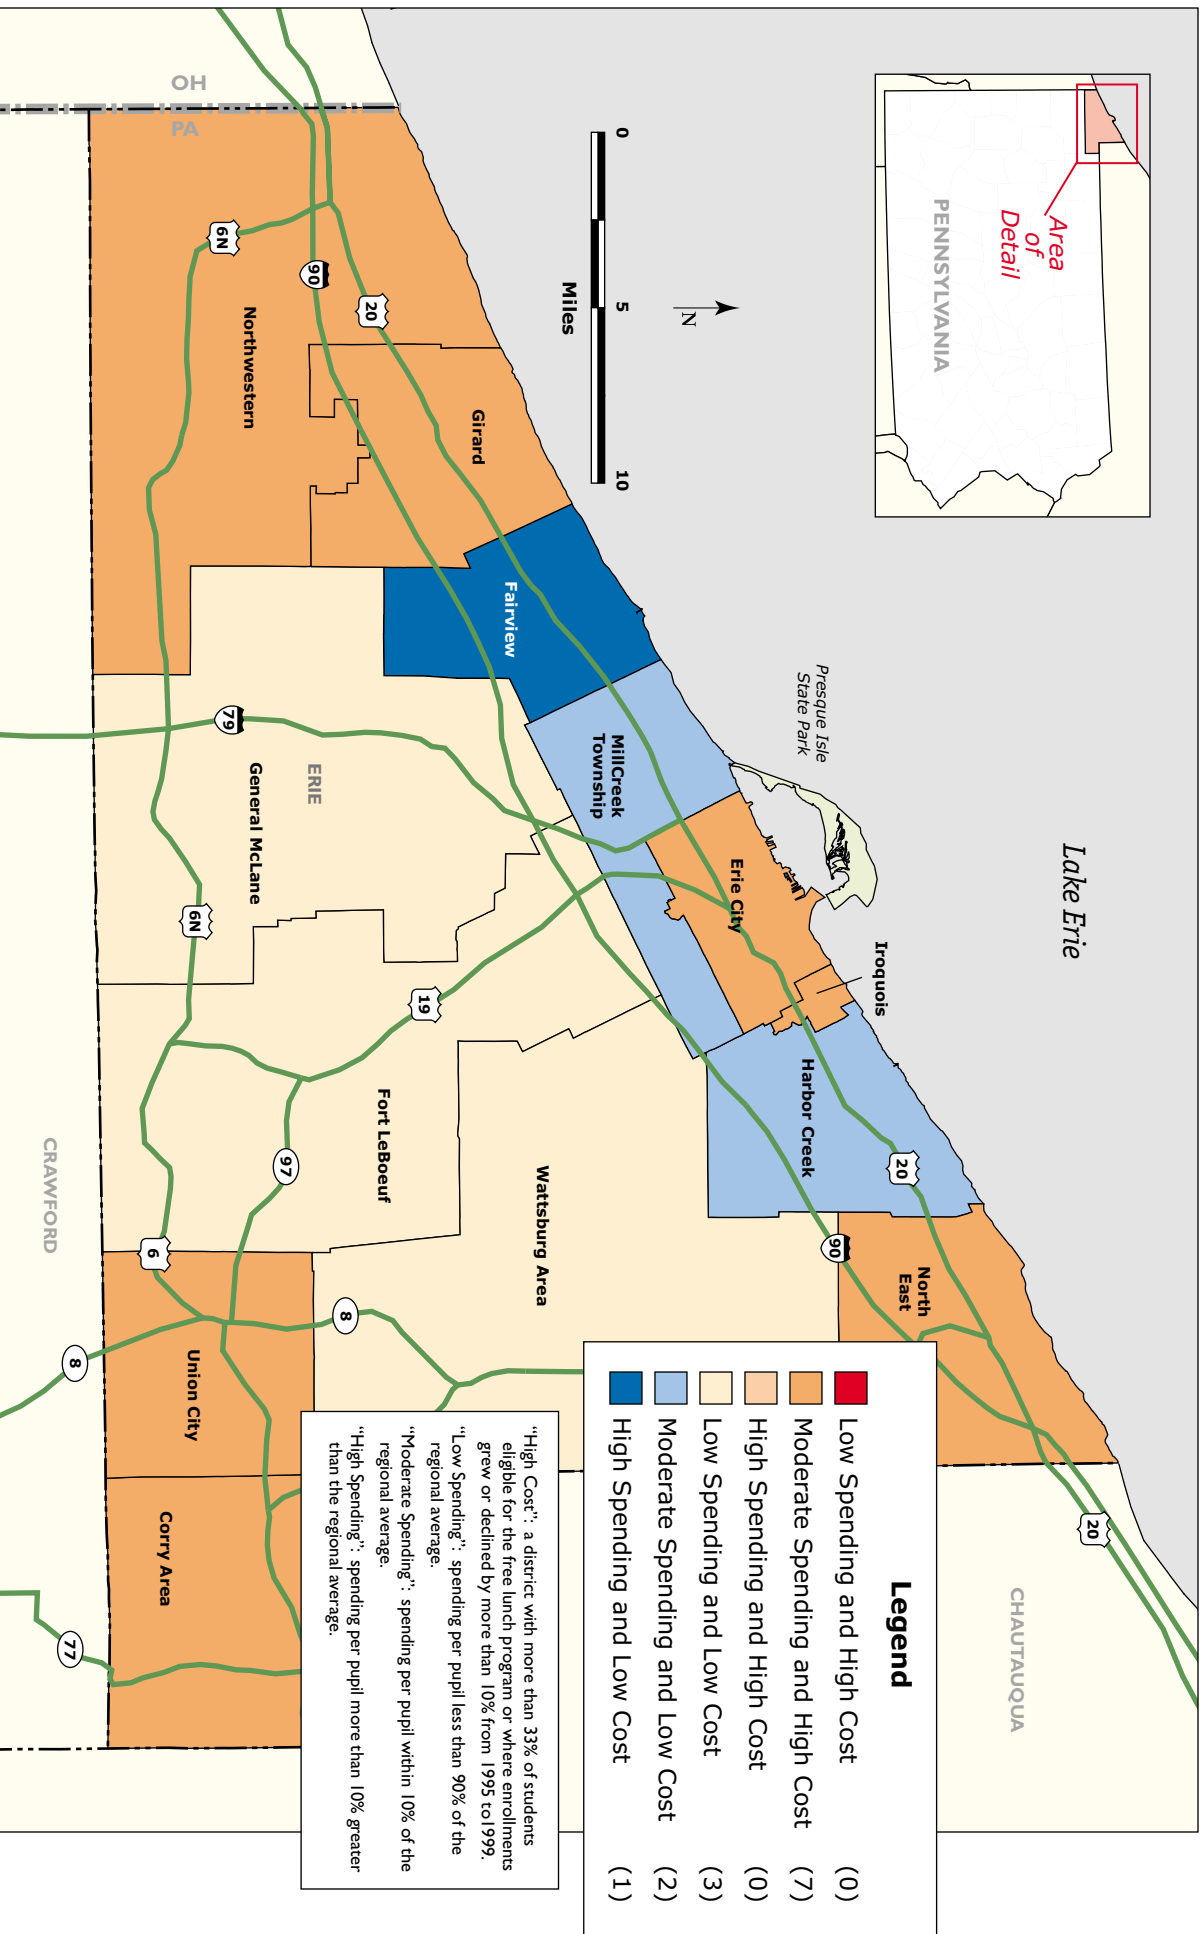 Lake Erie
Presque Isle
State Park
PENNSYLVANIA
Area
of
Detail
N
0
5
10
Miles
OH
PA
Northwestern
Girard
Fairview
MillCreek
Township
Erie City
Iroquois
Harbor Creek
North
East
General McLane
ERIE
Fort LeBoeuf
Wattsburg Area
Union City
Corry Area
CRAWFORD
CHAUTAUQUA
6N
90
20
79
6N
19
97
6
8
8
20
90
20
77
Legend
Low Spending and High Cost (0)
Moderate Spending and High Cost (7)
High Spending and High Cost (0)
Low Spending and Low Cost (3)
Moderate Spending and Low Cost (2)
High Spending and Low Cost (1)
"High Cost": a district with more than 33% of students
eligible for the free lunch program or where enrollments
grew or declined by more than 10% from 1995 to1999.
"Low Spending": spending per pupil less than 90% of the
regional average.
"Moderate Spending": spending per pupil within 10% of the
regional average.
"High Spending": spending per pupil more than 10% greater
than the regional average.